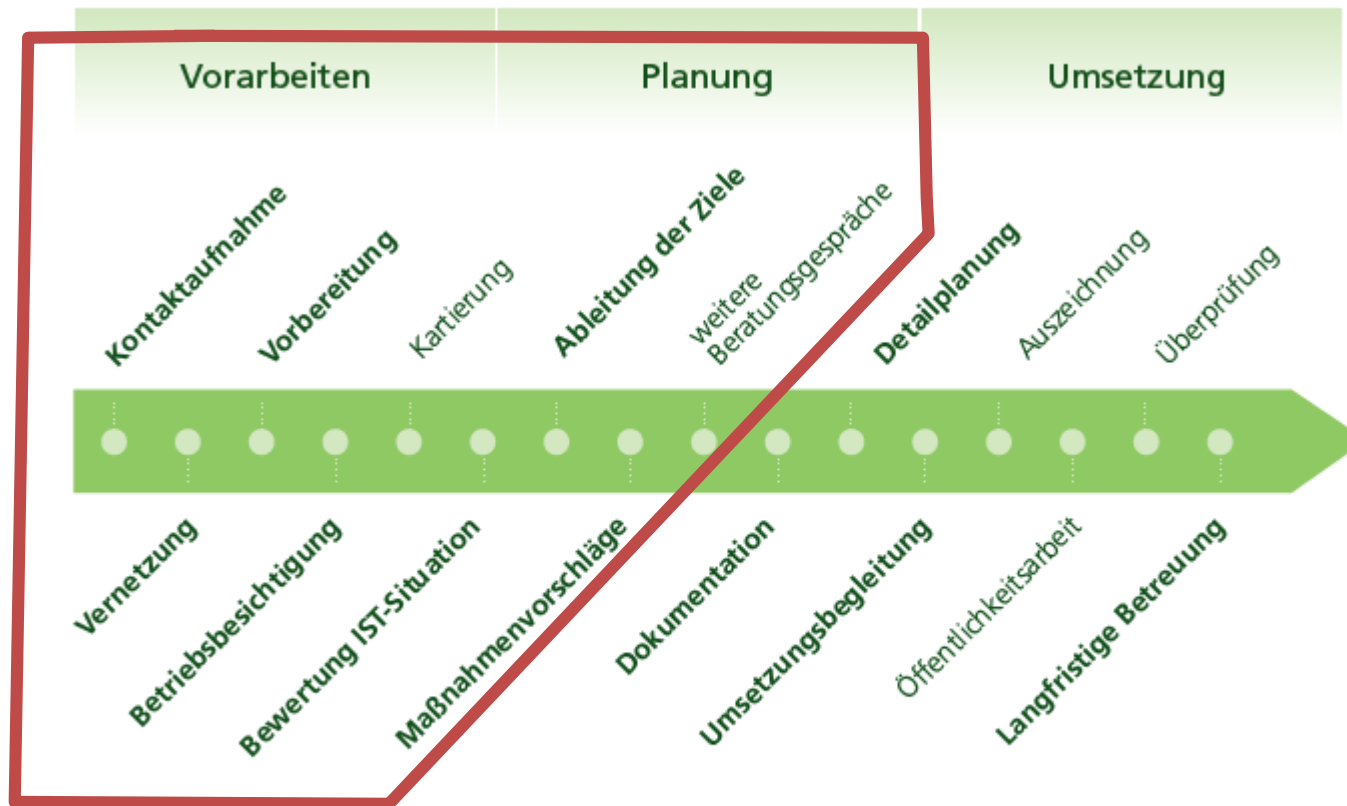 Vorarbeiten
Planung
Umsetzung
Kontaktaufnahme
Vorbereitung
Kartierung
Ableitung der Ziele
weitere
Beratungsgespräche
Detailplanung
Auszeichnung
Überprüfung
Vernetzung
Betriebsbesichtigung
Bewertung IST-Situation
Maßnahmenvorschläge
Dokumentation
Umsetzungsbegleitung
Öffentlichkeitsarbeit
Langfristige Betreuung